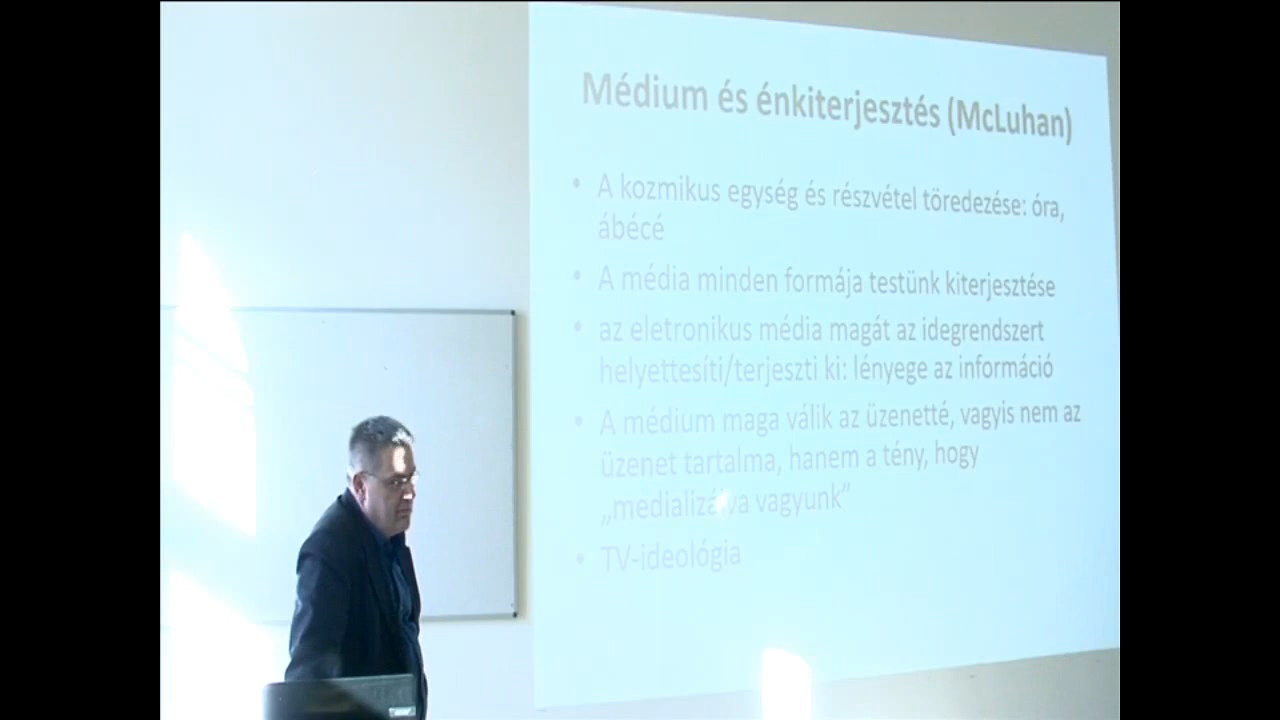 Médium és énkiterjesztés (McLuhan)
• A kozmikus egység és részvétel töredezése: óra,
ábécé
• A média minden formája testünk kiterjesztése
• az eletronikus média magát az idegrendszert
helyettesíti/terjeszti ki: lényege az információ
• A médium maga válik az üzenetté, vagyis nem az
üzenet tartalma, hanem a tény, hogy
„medializálva vagyunk”
• TV-ideológia